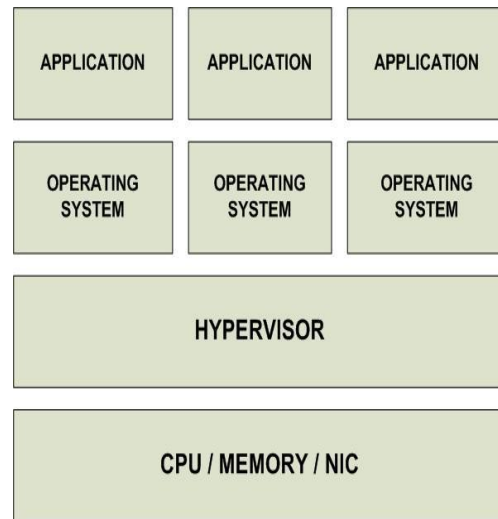 APPLICATION APPLICATION APPLICATION
OPERATING OPERATING OPERATING
SYSTEM SYSTEM SYSTEM
HYPERVISOR
CPU / MEMORY / NIC